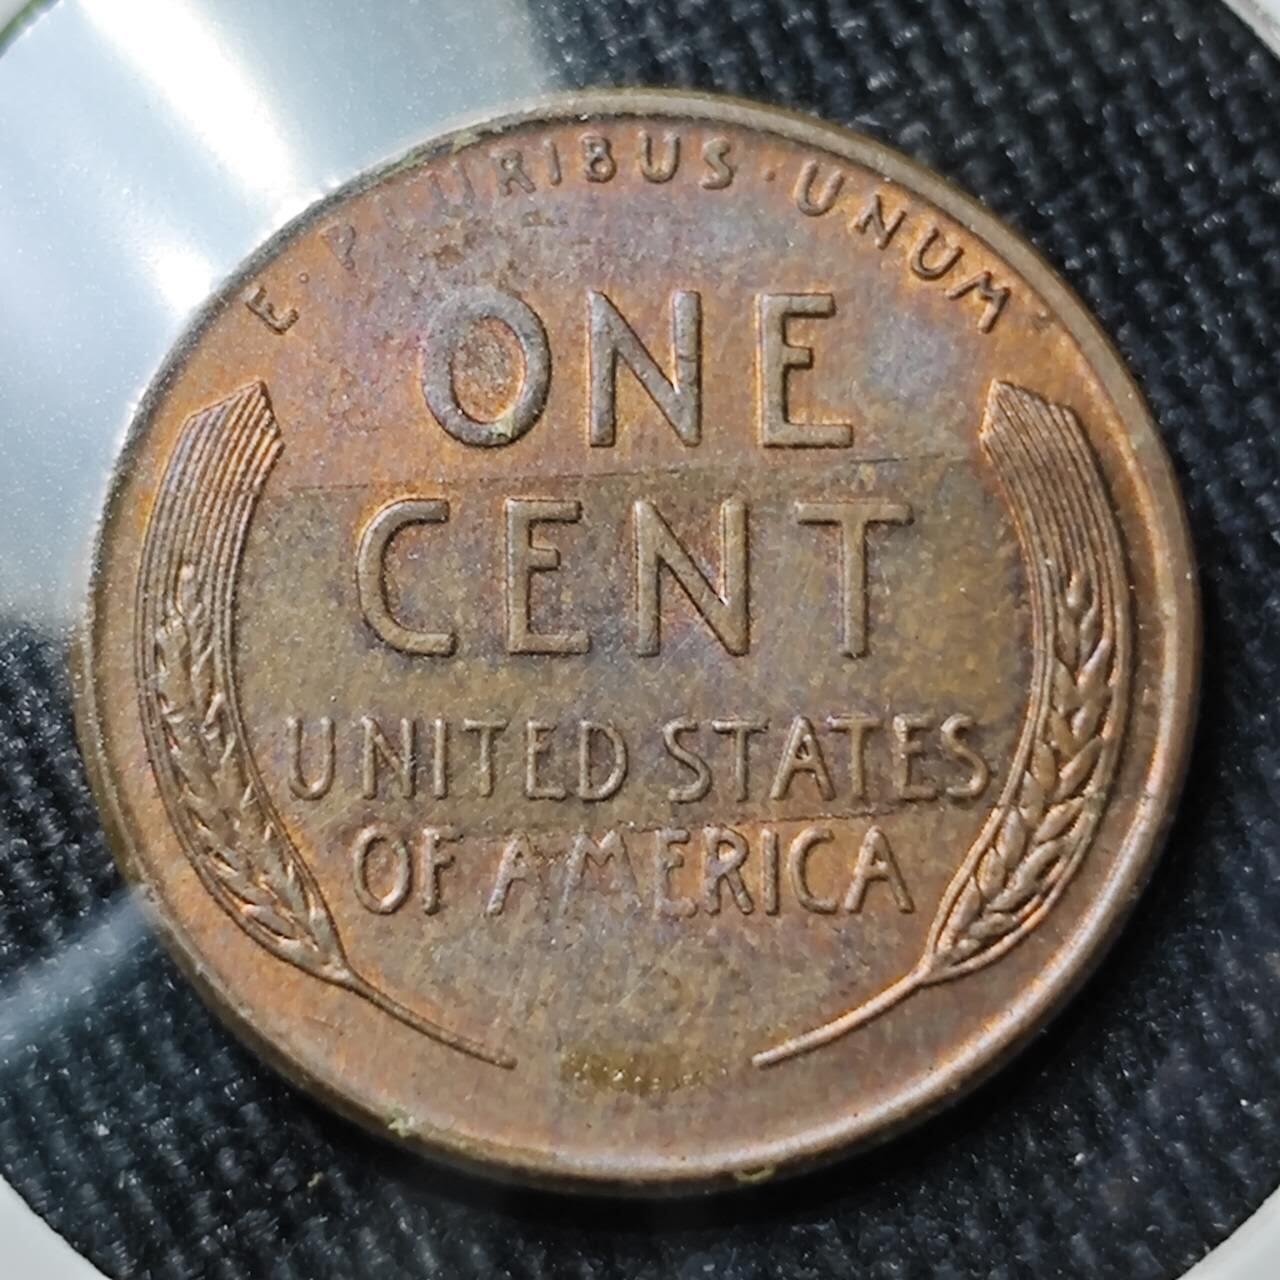 E · PLURIBUS · UNUM
ONE
CENT
UNITED STATES
OF AMERICA